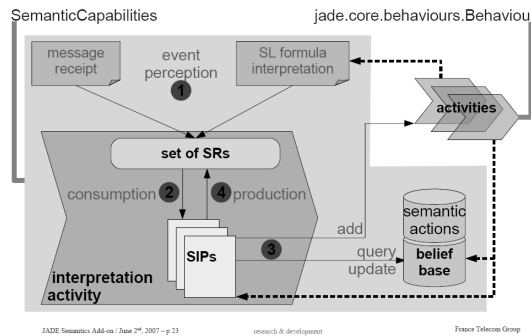 SemanticCapabilities
jade.core.behaviours.Behaviou
message
receipt
event
perception
1
SL formula
interpretation
activities
set of SRs
consumption 2
4 production
add
semantic
actions
SIPs
3
query
update
belief
base
interpretation
activity
JADE Semantics Add-on / June 2nd, 2007 – p 23
research & development
France Telecom Group